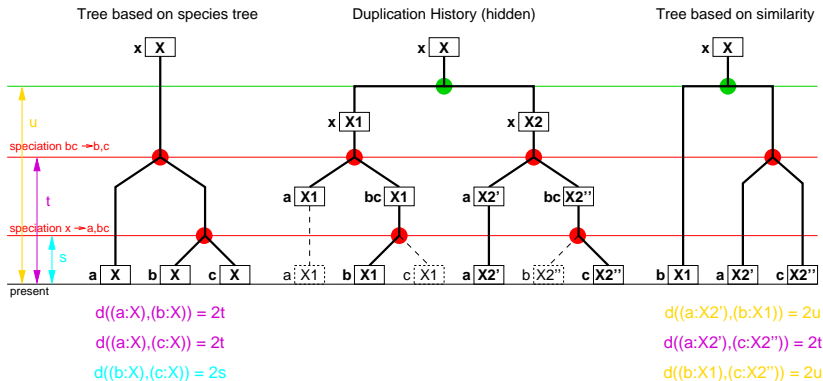 Tree based on species tree
Duplication History (hidden)
Tree based on similarity
x X
x X
x X
u
x X1
x X2
speciation bc →b,c
t
a X1
bc X1
a X2'
bc X2''
speciation x →a,bc
s
a X
b X
c X
a X1
b X1
c X1
a X2'
b X2''
c X2''
b X1
a X2'
c X2''
present
d((a:X),(b:X)) = 2t
d((a:X),(c:X)) = 2t
d((b:X),(c:X)) = 2s
d((a:X2'),(b:X1)) = 2u
d((a:X2'),(c:X2'')) = 2t
d((b:X1),(c:X2'')) = 2u